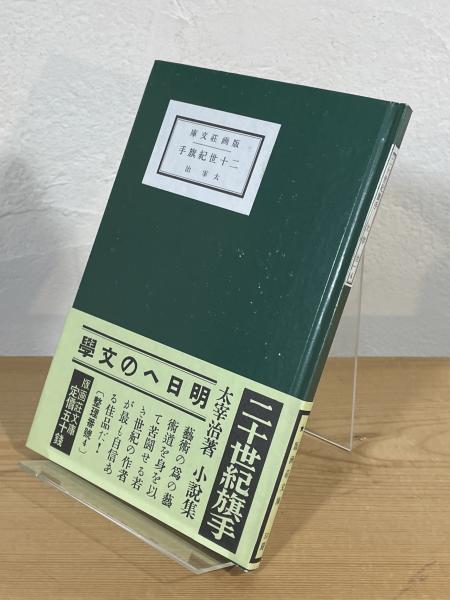 庫文莊画版
手旗紀世十二
治宰太
學文のヘ日明
二十世紀旗手
太宰治著 小説集
藝術の爲の藝
術道を身を以
て苦闘せる若
き世紀の作者
が最も自信あ
る佳品だ!
版画莊文庫
定價五十錢